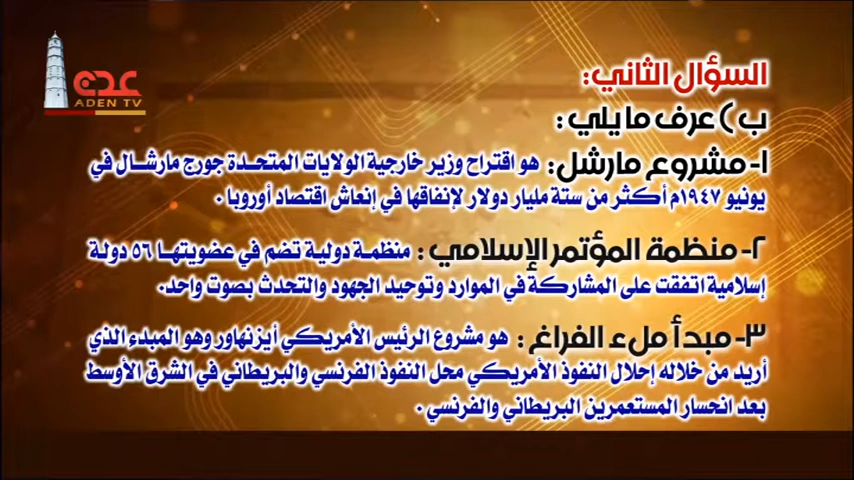 عدن
ADEN TV
السؤال الثاني:
ب) عرف ما يلي :
١- مشروع مارشل: هو اقتراح وزير خارجية الولايات المتحدة جورج مارشال في
يونيو ١٩٤٧م أكثر من ستة مليار دولار لإنفاقها في إنعاش اقتصاد أوروبا .
٢- منظمة المؤتمر الإسلامي : منظمة دولية تضم في عضويتها ٥٦ دولة
إسلامية اتفقت على المشاركة في الموارد وتوحيد الجهود والتحدث بصوت واحد.
٣- مبدأ ملء الفراغ : هو مشروع الرئيس الأمريكي أيزنهاور وهو المبدء الذي
أريد من خلاله إحلال النفوذ الأمريكي محل النفوذ الفرنسي والبريطاني في الشرق الأوسط
بعد انحسار المستعمرين البريطاني والفرنسي .